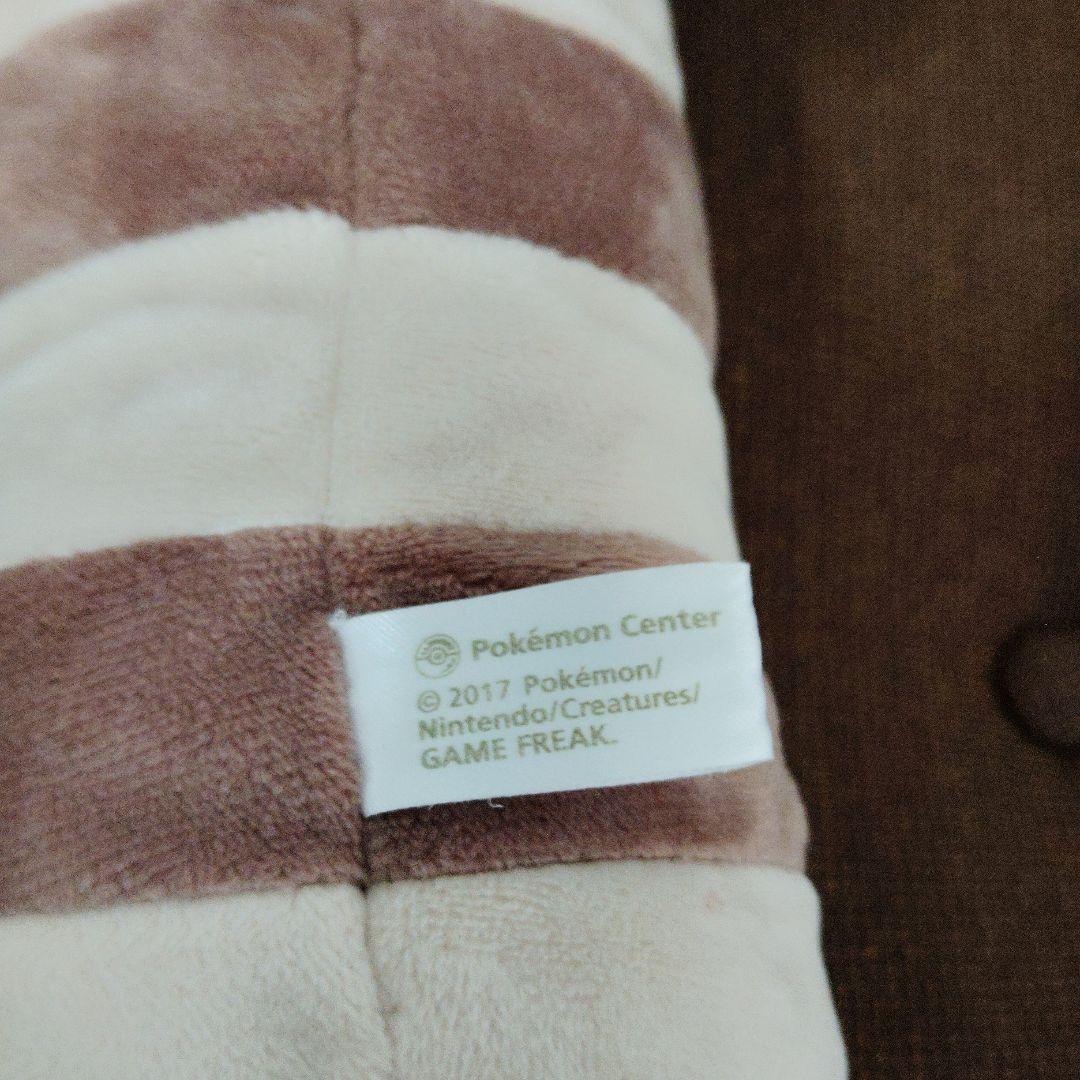 Pokémon Center
© 2017 Pokémon/
Nintendo/Creatures/
GAME FREAK.